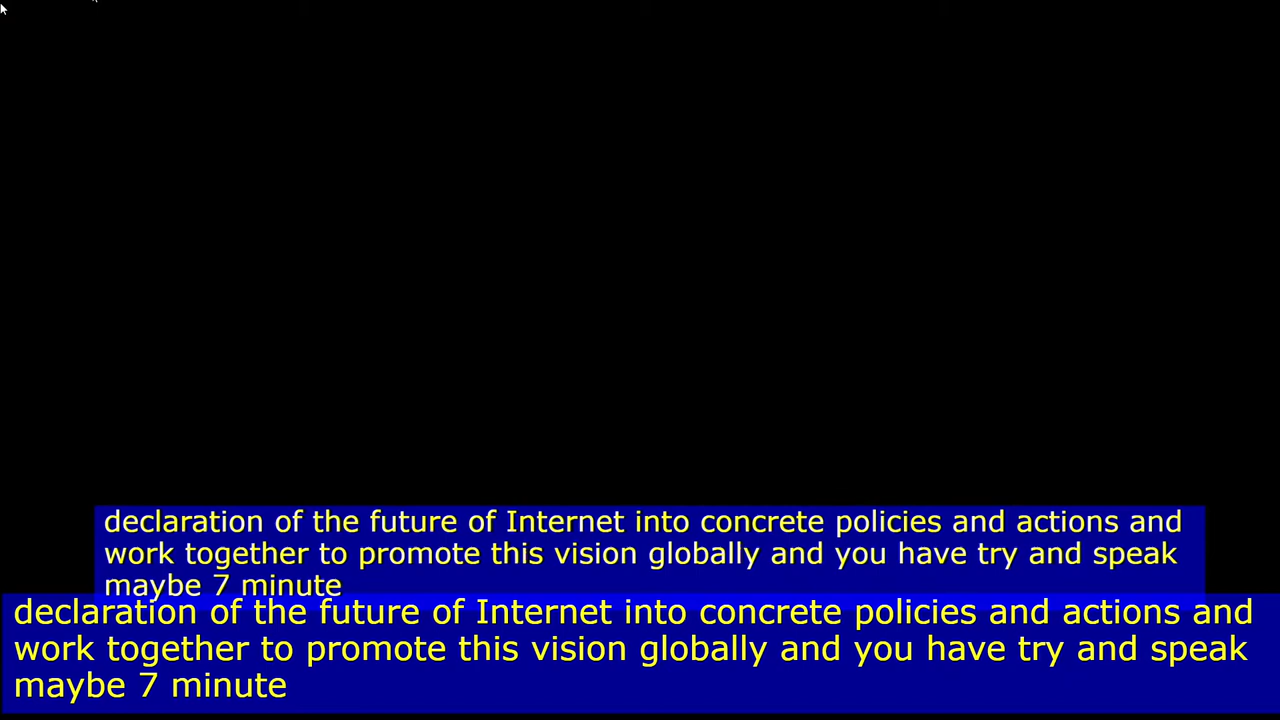 declaration of the future of Internet into concrete policies and actions and
work together to promote this vision globally and you have try and speak
maybe 7 minute
declaration of the future of Internet into concrete policies and actions and
work together to promote this vision globally and you have try and speak
maybe 7 minute